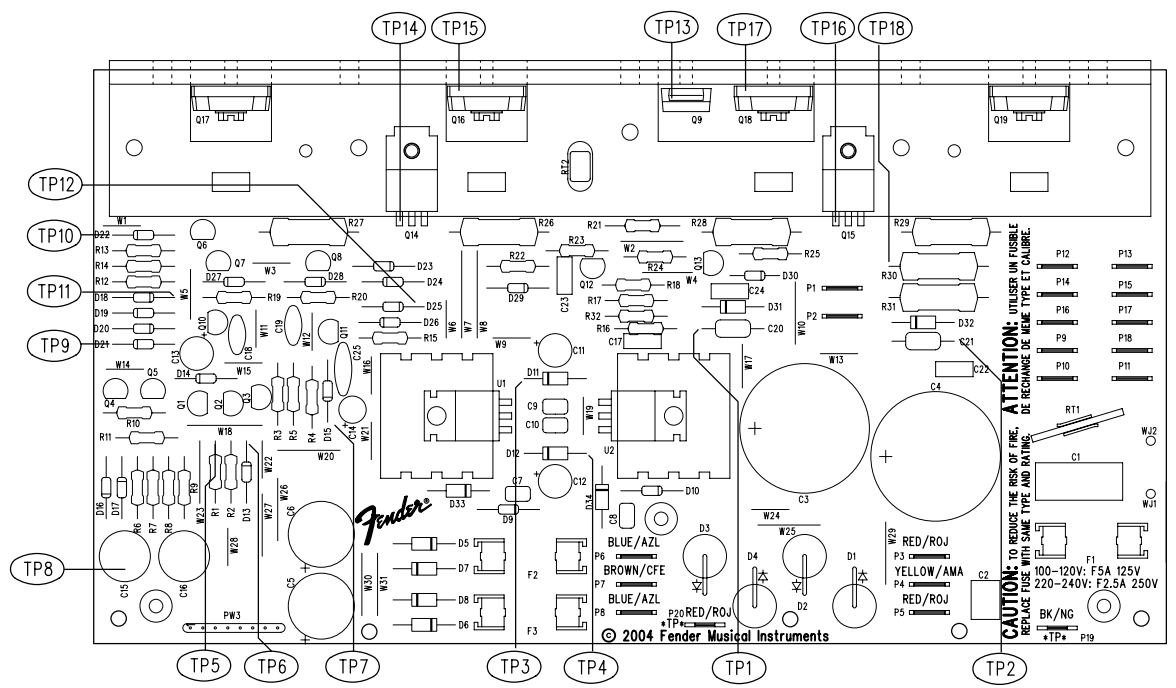 TP14 TP15 TP13 TP17 TP16 TP18
Q17 Q16 Q9 Q18 Q19
RT2
TP12
Q14 Q15
W1 R27 R26 R21 R28 R29
TP10 D22 Q6
R13 Q7 Q8 R23 W2 R25
R14 W3 D23 R22 R24 Q13 R30 P12 P13
R12 D27 D28 D24 Q12 W4 D30
TP11 W5 R19 R20 D29 C23 R18 C24 P1 R31 P14 P15
D18 D25 R17 D31
D19 Q10 W11 C19 W12 Q11 D26 W6 W7 W8 R32 P2 W10 D32 P16 P17
D20 C18 R15 R16 C20
TP9 D21 C13 C25 W9 C17 C21
W14 W15 W16 C11 W17 W13 P9 P18
D14 D11 C22
Q4 Q5 Q1 Q2 Q3 U1 C4 P10 P11
R10 R3 R5 R4 D15 C14 C9 W19
R11 W18 W21 C10 U2 RT1
W20 D12 WJ2
W22 C1
D16 D17 R6 R7 R8 R9 W23 R1 R2 D13 W27 W26 D33 C7 C12 D34 D10 C3 WJ1
C6 Fender® D9 C8 W24
W28 W25 W29
D5 BLUE/AZL D3 D4 D1 RED/ROJ
P6 P3 F1
TP8 D7 F2 BROWN/CFE YELLOW/AMA 100-120V: F5A 125V
P7 P4 220-240V: F2.5A 250V
C15 C16 C5 W30 W31 D8 BLUE/AZL D2 RED/ROJ C2
P8 P20 RED/ROJ P5 BK/NG
PW3 D6 F3 *TP* *TP* P19
© 2004 Fender Musical Instruments
CAUTION: TO REDUCE THE RISK OF FIRE,
REPLACE FUSE WITH SAME TYPE AND RATING.
ATTENTION: UTILISER UN FUSIBLE
DE RECHANGE DE MEME TYPE ET CALIBRE.
TP5 TP6 TP7 TP3 TP4 TP1 TP2